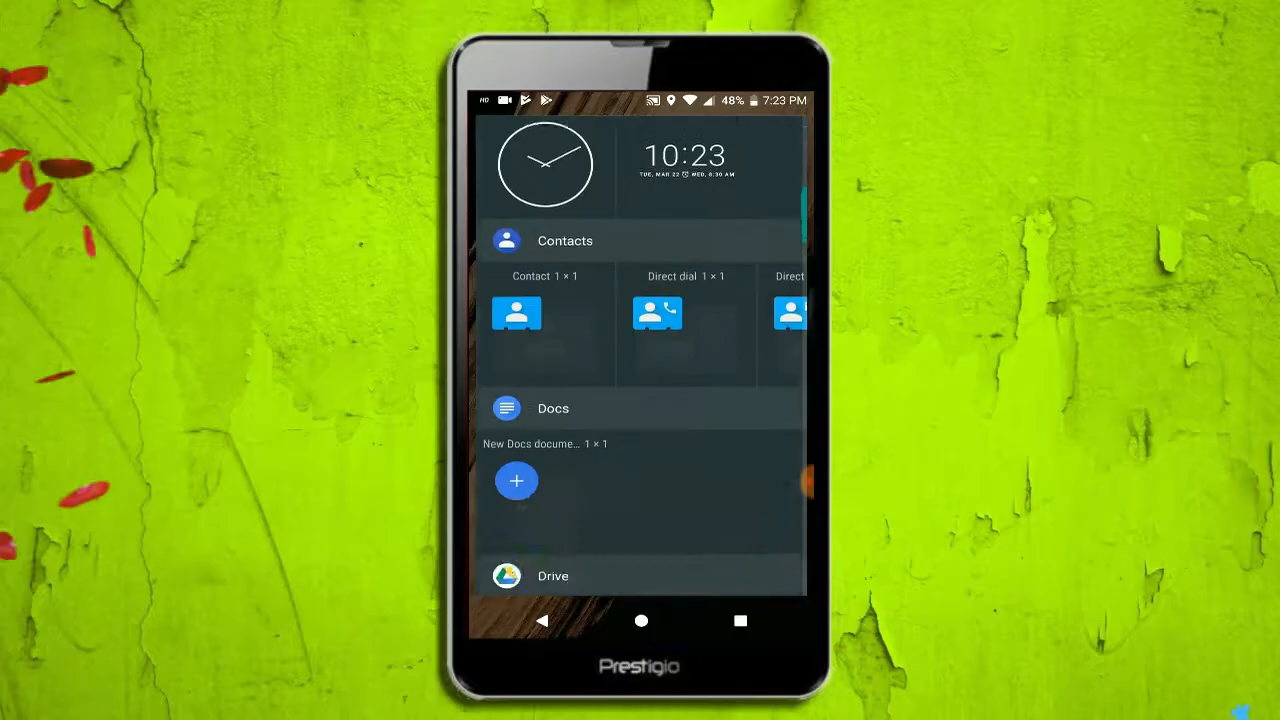 HD 48% 7:23 PM
10:23
TUE, MAR 22 WED, 8:30 AM
Contacts
Contact 1 × 1 Direct dial 1 × 1 Direct
Docs
New Docs docume... 1 × 1
Drive
Prestigio